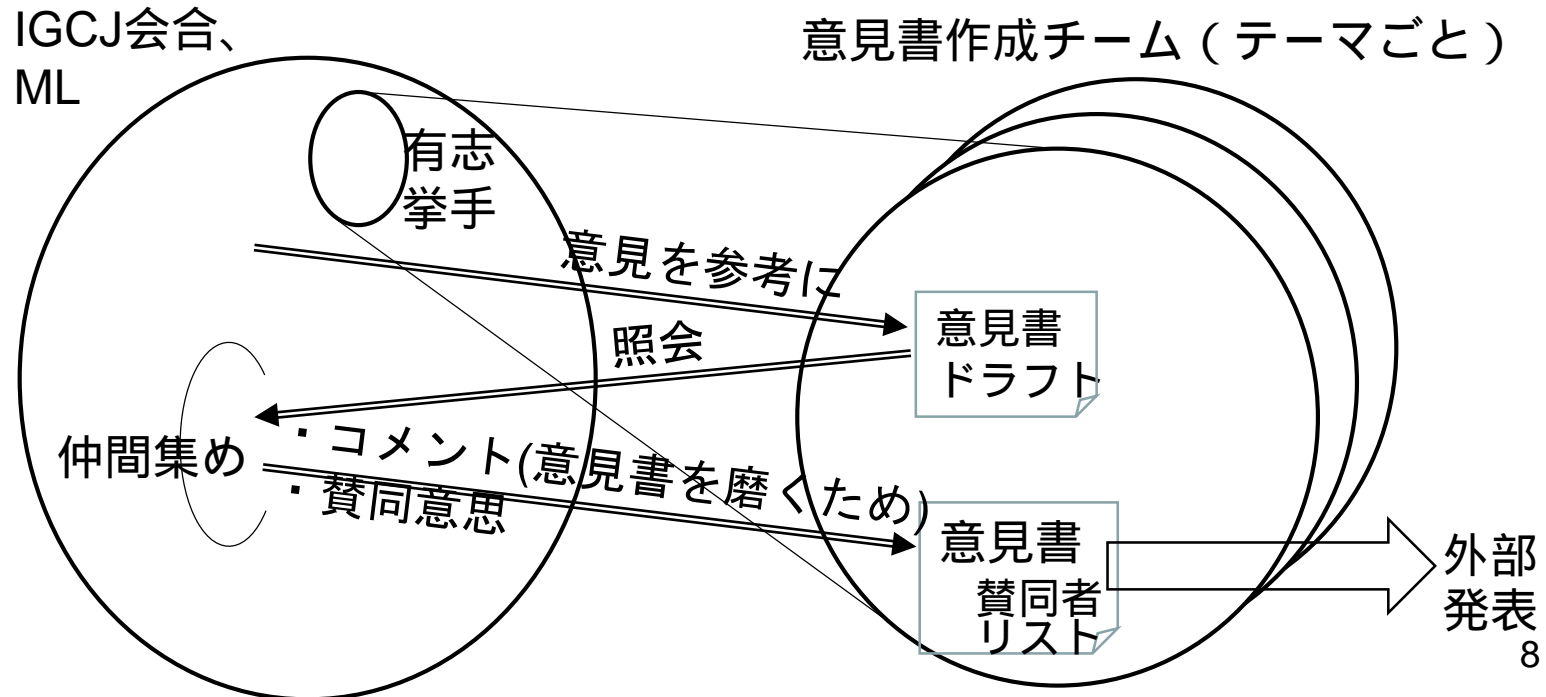 IGCJ会合、
ML
意見書作成チーム（テーマごと）
有志
挙手
意見を参考に
照会
意見書
ドラフト
仲間集め
・コメント(意見書を磨くため)
・賛同意思
意見書
賛同者
リスト
外部
発表
8